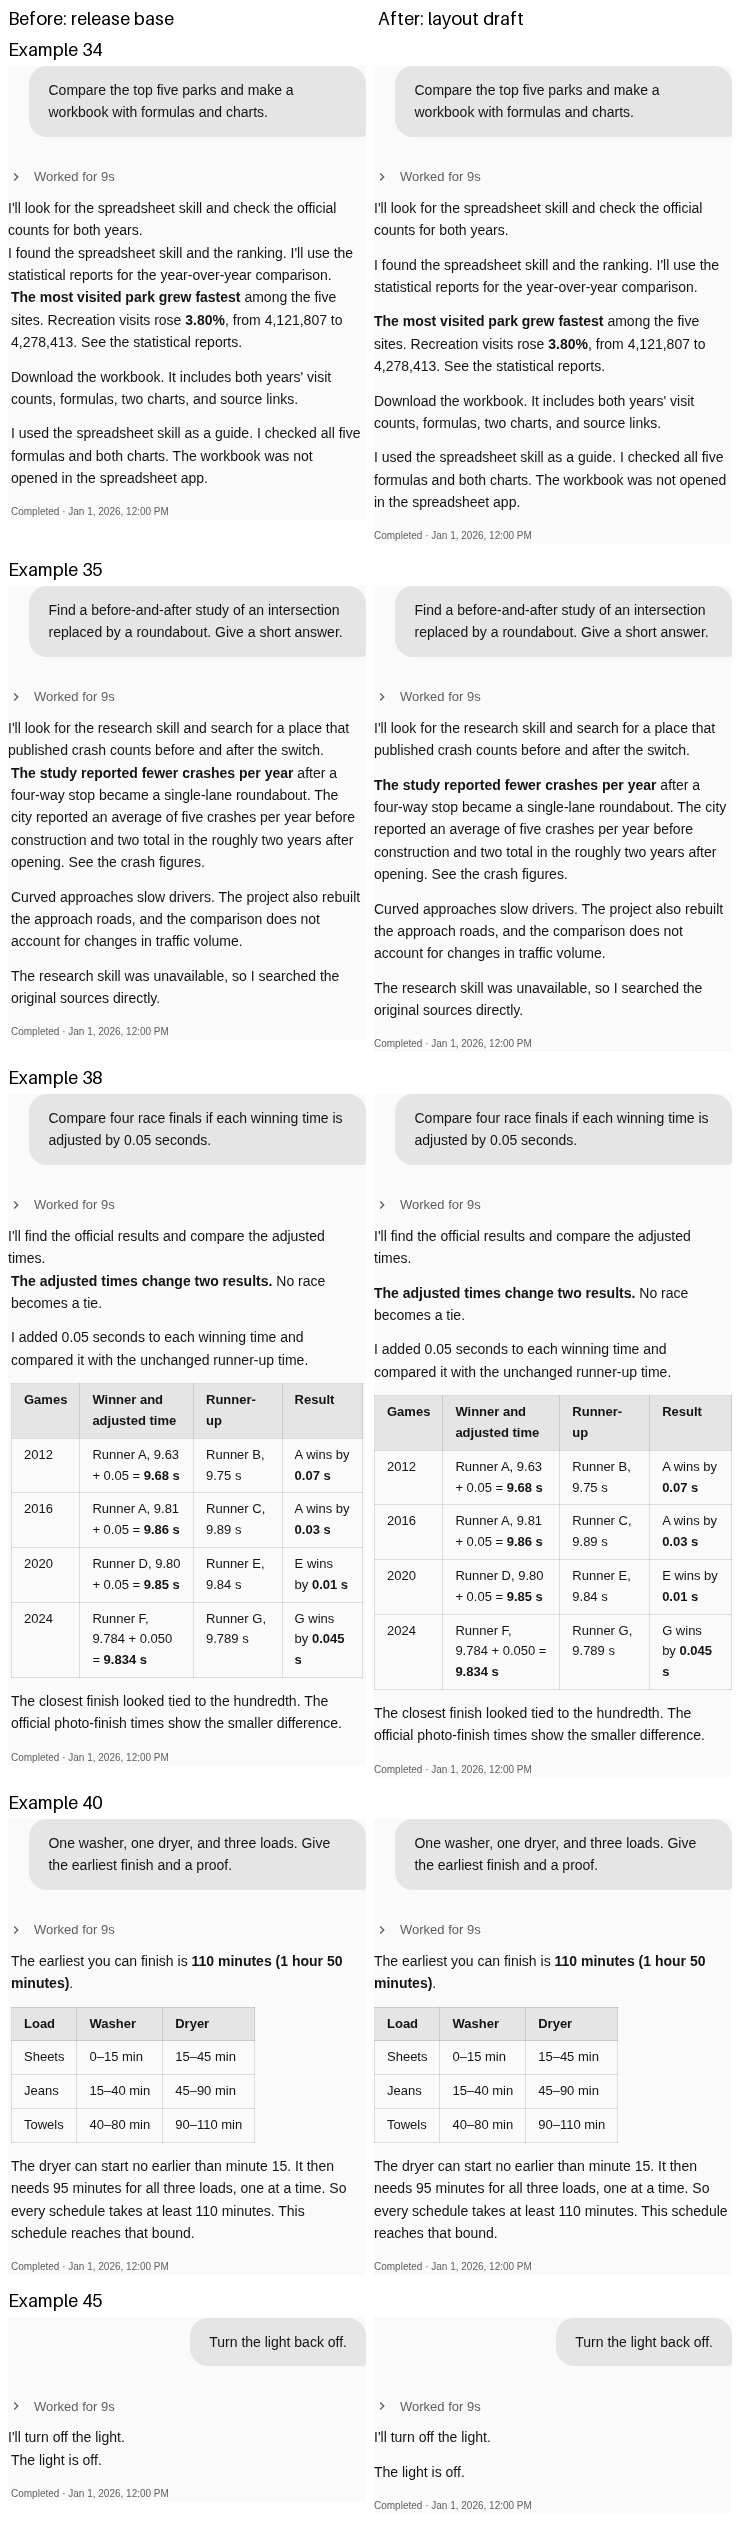 Before: release base
After: layout draft
Example 34
Compare the top five parks and make a
workbook with formulas and charts.
Worked for 9s
I'll look for the spreadsheet skill and check the official
counts for both years.
I found the spreadsheet skill and the ranking. I'll use the
statistical reports for the year-over-year comparison.
The most visited park grew fastest among the five
sites. Recreation visits rose 3.80%, from 4,121,807 to
4,278,413. See the statistical reports.
Download the workbook. It includes both years' visit
counts, formulas, two charts, and source links.
I used the spreadsheet skill as a guide. I checked all five
formulas and both charts. The workbook was not
opened in the spreadsheet app.
Completed · Jan 1, 2026, 12:00 PM
Compare the top five parks and make a
workbook with formulas and charts.
Worked for 9s
I'll look for the spreadsheet skill and check the official
counts for both years.
I found the spreadsheet skill and the ranking. I'll use the
statistical reports for the year-over-year comparison.
The most visited park grew fastest among the five
sites. Recreation visits rose 3.80%, from 4,121,807 to
4,278,413. See the statistical reports.
Download the workbook. It includes both years' visit
counts, formulas, two charts, and source links.
I used the spreadsheet skill as a guide. I checked all five
formulas and both charts. The workbook was not opened
in the spreadsheet app.
Completed · Jan 1, 2026, 12:00 PM
Example 35
Find a before-and-after study of an intersection
replaced by a roundabout. Give a short answer.
Worked for 9s
I'll look for the research skill and search for a place that
published crash counts before and after the switch.
The study reported fewer crashes per year after a
four-way stop became a single-lane roundabout. The
city reported an average of five crashes per year before
construction and two total in the roughly two years after
opening. See the crash figures.
Curved approaches slow drivers. The project also rebuilt
the approach roads, and the comparison does not
account for changes in traffic volume.
The research skill was unavailable, so I searched the
original sources directly.
Completed · Jan 1, 2026, 12:00 PM
Find a before-and-after study of an intersection
replaced by a roundabout. Give a short answer.
Worked for 9s
I'll look for the research skill and search for a place that
published crash counts before and after the switch.
The study reported fewer crashes per year after a
four-way stop became a single-lane roundabout. The city
reported an average of five crashes per year before
construction and two total in the roughly two years after
opening. See the crash figures.
Curved approaches slow drivers. The project also rebuilt
the approach roads, and the comparison does not
account for changes in traffic volume.
The research skill was unavailable, so I searched the
original sources directly.
Completed · Jan 1, 2026, 12:00 PM
Example 38
Compare four race finals if each winning time is
adjusted by 0.05 seconds.
Worked for 9s
I'll find the official results and compare the adjusted
times.
The adjusted times change two results. No race
becomes a tie.
I added 0.05 seconds to each winning time and
compared it with the unchanged runner-up time.
Games Winner and Runner- Result
adjusted time up
2012 Runner A, 9.63 Runner B, A wins by
+ 0.05 = 9.68 s 9.75 s 0.07 s
2016 Runner A, 9.81 Runner C, A wins by
+ 0.05 = 9.86 s 9.89 s 0.03 s
2020 Runner D, 9.80 Runner E, E wins
+ 0.05 = 9.85 s 9.84 s by 0.01 s
2024 Runner F, Runner G, G wins
9.784 + 0.050 9.789 s by 0.045
= 9.834 s s
The closest finish looked tied to the hundredth. The
official photo-finish times show the smaller difference.
Completed · Jan 1, 2026, 12:00 PM
Compare four race finals if each winning time is
adjusted by 0.05 seconds.
Worked for 9s
I'll find the official results and compare the adjusted
times.
The adjusted times change two results. No race
becomes a tie.
I added 0.05 seconds to each winning time and
compared it with the unchanged runner-up time.
Games Winner and Runner- Result
adjusted time up
2012 Runner A, 9.63 Runner B, A wins by
+ 0.05 = 9.68 s 9.75 s 0.07 s
2016 Runner A, 9.81 Runner C, A wins by
+ 0.05 = 9.86 s 9.89 s 0.03 s
2020 Runner D, 9.80 Runner E, E wins by
+ 0.05 = 9.85 s 9.84 s 0.01 s
2024 Runner F, Runner G, G wins
9.784 + 0.050 = 9.789 s by 0.045
9.834 s s
The closest finish looked tied to the hundredth. The
official photo-finish times show the smaller difference.
Completed · Jan 1, 2026, 12:00 PM
Example 40
One washer, one dryer, and three loads. Give
the earliest finish and a proof.
Worked for 9s
The earliest you can finish is 110 minutes (1 hour 50
minutes).
Load Washer Dryer
Sheets 0–15 min 15–45 min
Jeans 15–40 min 45–90 min
Towels 40–80 min 90–110 min
The dryer can start no earlier than minute 15. It then
needs 95 minutes for all three loads, one at a time. So
every schedule takes at least 110 minutes. This
schedule reaches that bound.
Completed · Jan 1, 2026, 12:00 PM
One washer, one dryer, and three loads. Give
the earliest finish and a proof.
Worked for 9s
The earliest you can finish is 110 minutes (1 hour 50
minutes).
Load Washer Dryer
Sheets 0–15 min 15–45 min
Jeans 15–40 min 45–90 min
Towels 40–80 min 90–110 min
The dryer can start no earlier than minute 15. It then
needs 95 minutes for all three loads, one at a time. So
every schedule takes at least 110 minutes. This schedule
reaches that bound.
Completed · Jan 1, 2026, 12:00 PM
Example 45
Turn the light back off.
Worked for 9s
I'll turn off the light.
The light is off.
Completed · Jan 1, 2026, 12:00 PM
Turn the light back off.
Worked for 9s
I'll turn off the light.
The light is off.
Completed · Jan 1, 2026, 12:00 PM